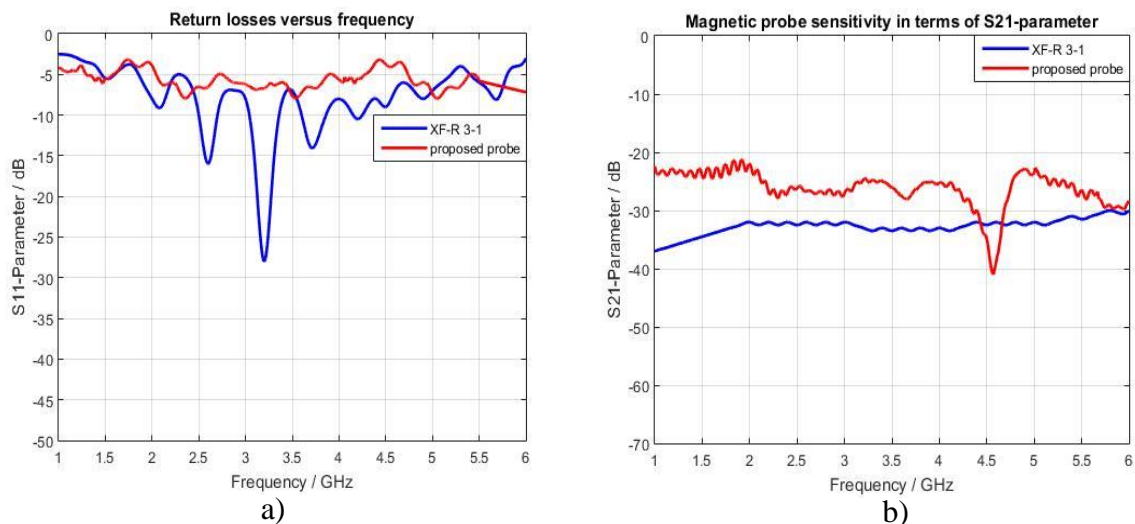 Return losses versus frequency
S11-Parameter / dB
0
-5
-10
-15
-20
-25
-30
-35
-40
-45
-50
XF-R 3-1
proposed probe
1 1.5 2 2.5 3 3.5 4 4.5 5 5.5 6
Frequency / GHz
a)
Magnetic probe sensitivity in terms of S21-parameter
S21-Parameter / dB
0
-10
-20
-30
-40
-50
-60
-70
XF-R 3-1
proposed probe
1 1.5 2 2.5 3 3.5 4 4.5 5 5.5 6
Frequency / GHz
b)